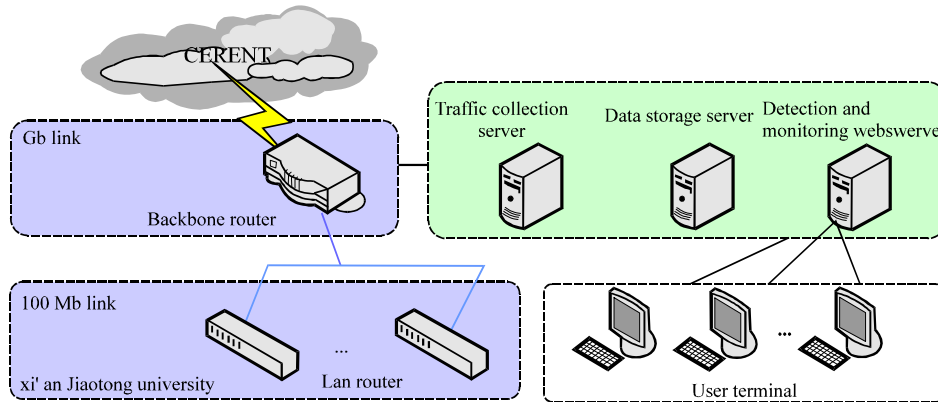 CERENT
Gb link
Backbone router
Traffic collection
server
Data storage server
Detection and
monitoring webswerve
100 Mb link
...
xi' an Jiaotong university
Lan router
...
User terminal